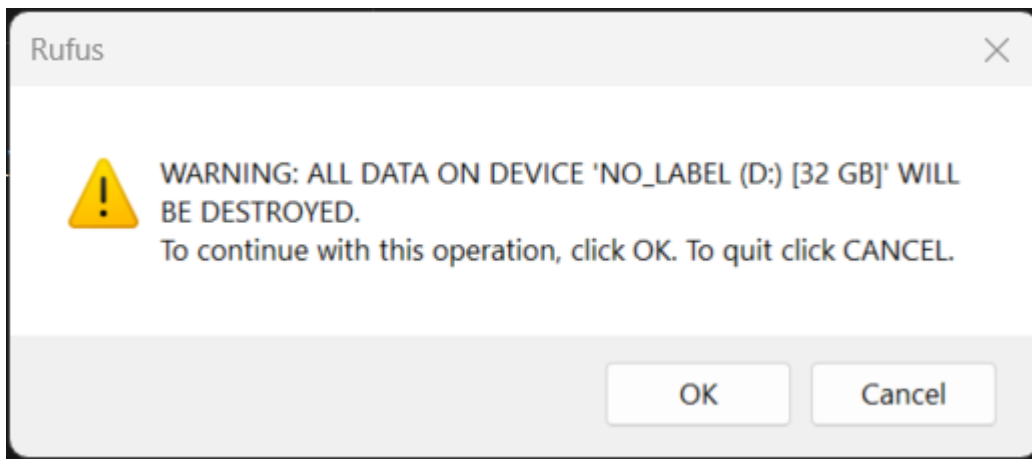 Rufus
WARNING: ALL DATA ON DEVICE 'NO_LABEL (D:) [32 GB]' WILL
BE DESTROYED.
To continue with this operation, click OK. To quit click CANCEL.
OK
Cancel